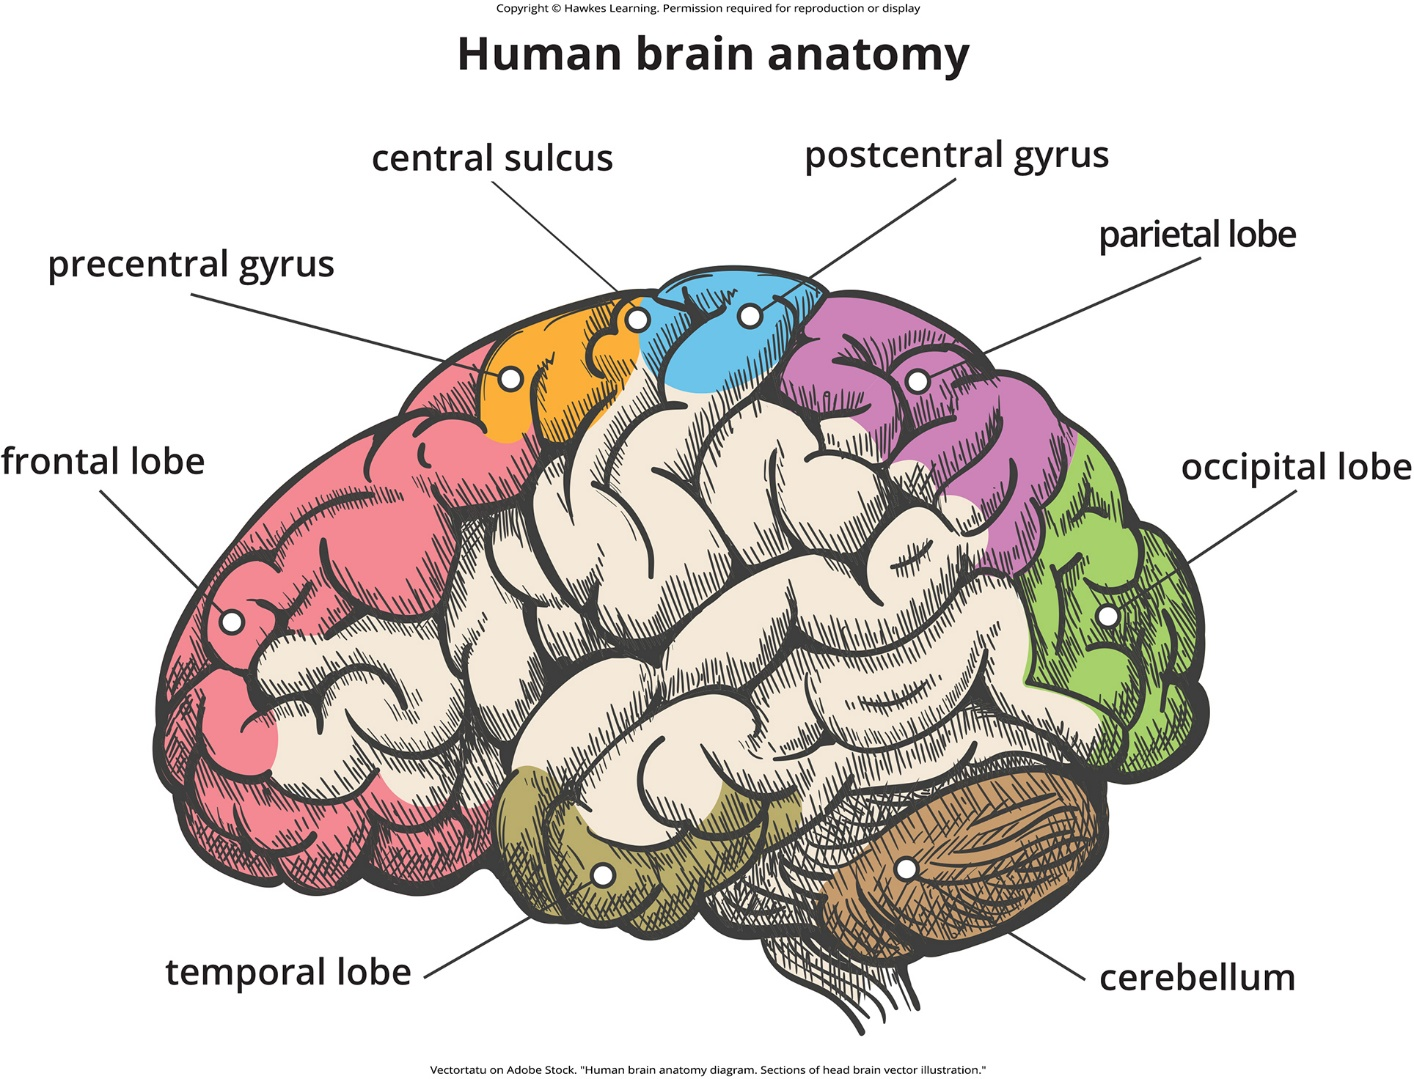 Copyright © Hawkes Learning. Permission required for reproduction or display
Human brain anatomy
central sulcus
postcentral gyrus
parietal lobe
precentral gyrus
frontal lobe
occipital lobe
temporal lobe
cerebellum
Vectortatu on Adobe Stock. "Human brain anatomy diagram. Sections of head brain vector illustration."